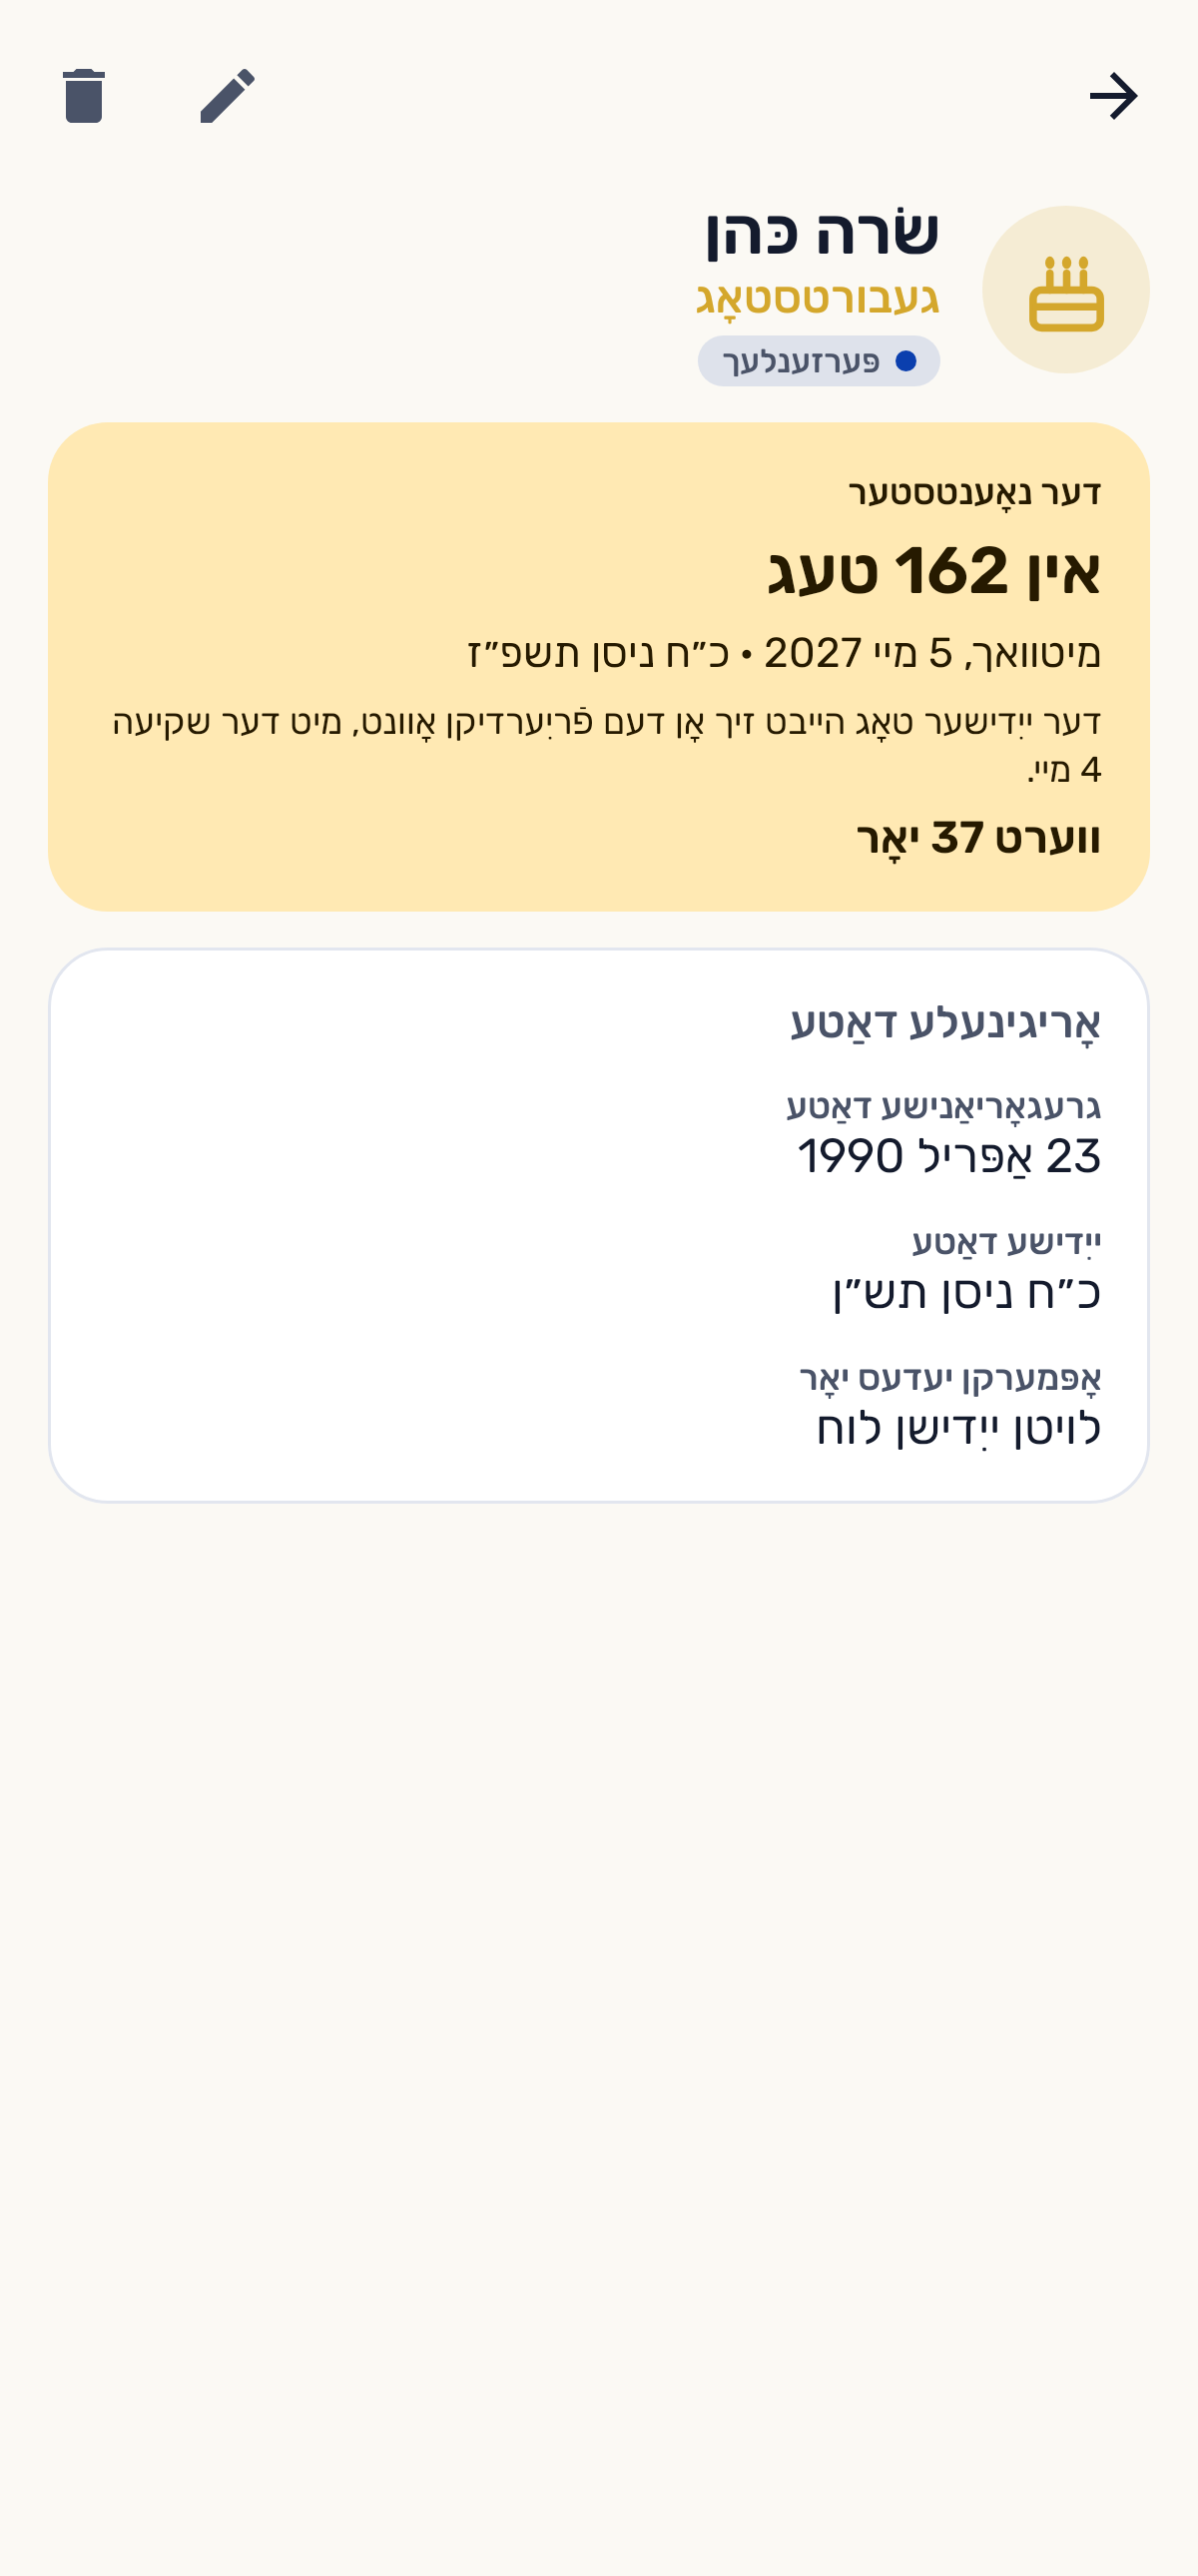 שׂרה כּהן
געבורטסטאָג
פּערזענלעך
דער נאָענטסטער
אין 162 טעג
מיטוואך, 5 מיי 2027 • כ״ח ניסן תשפ״ז
דער ייִדישער טאָג הייבט זיך אָן דעם פֿריִערדיקן אָוונט, מיט דער שקיעה
4 מיי.
ווערט 37 יאָר
אָריגינעלע דאַטע
גרעגאָריאַנישע דאַטע
23 אַפּריל 1990
ייִדישע דאַטע
כ״ח ניסן תש״ן
אָפּמערקן יעדעס יאָר
לויטן ייִדישן לוח